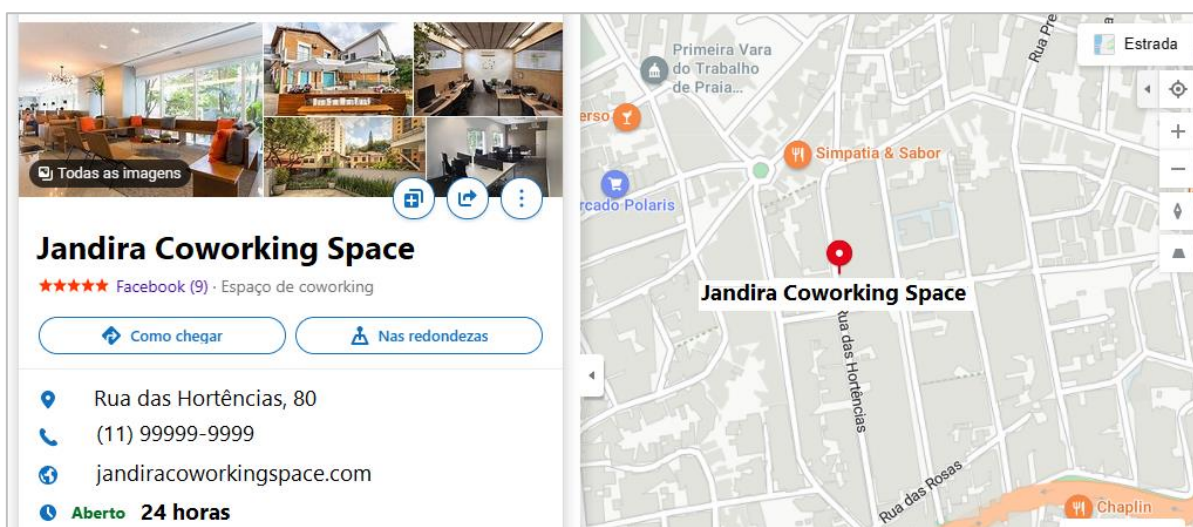 Todas as imagens
Jandira Coworking Space
Facebook (9) · Espaço de coworking
Como chegar
Nas redondezas
Rua das Hortências, 80
(11) 99999-9999
jandiracoworkingspace.com
Aberto 24 horas
Primeira Vara
do Trabalho
de Praia...
Rua Pre
Estrada
erso
Simpatia & Sabor
rcado Polaris
Jandira Coworking Space
Rua das Hortências
Rua das Rosas
Chaplin